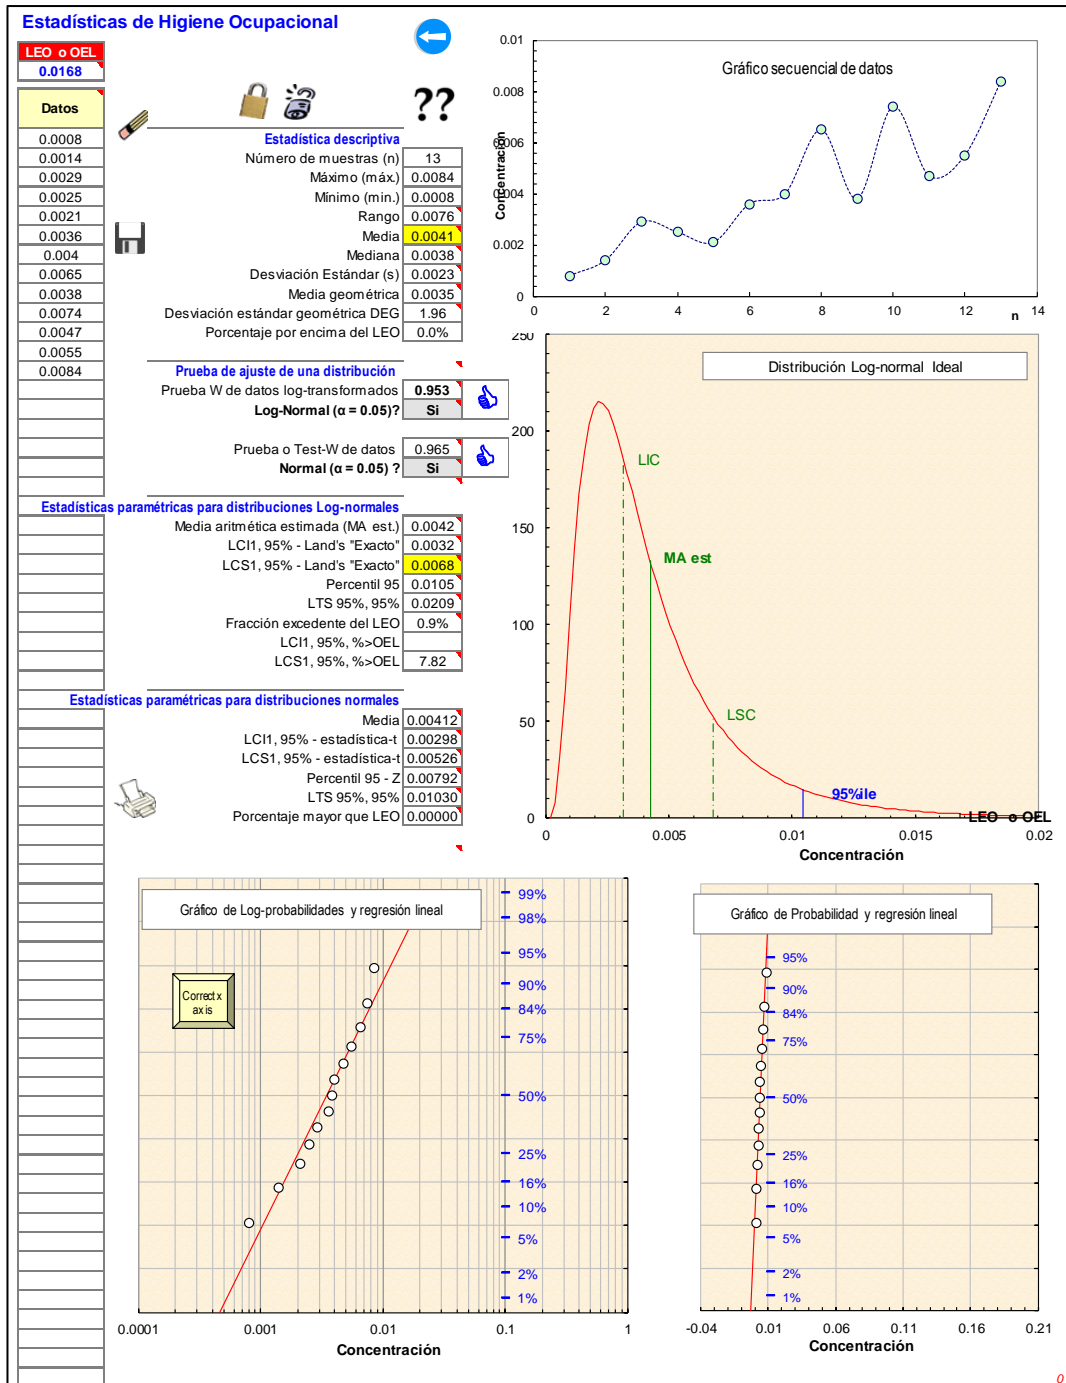 Estadísticas de Higiene Ocupacional
LEO o OEL
0.0168
Datos
0.0008
0.0014
0.0029
0.0025
0.0021
0.0036
0.004
0.0065
0.0038
0.0074
0.0047
0.0055
0.0084
??
Estadística descriptiva
Número de muestras (n) 13
Máximo (máx.) 0.0084
Mínimo (min.) 0.0008
Rango 0.0076
Media 0.0041
Mediana 0.0038
Desviación Estándar (s) 0.0023
Media geométrica 0.0035
Desviación estándar geométrica DEG 1.96
Porcentaje por encima del LEO 0.0%
Prueba de ajuste de una distribución
Prueba W de datos log-transformados 0.953
Log-Normal (α = 0.05)? Si
Prueba o Test-W de datos 0.965
Normal (α = 0.05) ? Si
Estadísticas paramétricas para distribuciones Log-normales
Media aritmética estimada (MA est.) 0.0042
LCI1, 95% - Land's "Exacto" 0.0032
LCS1, 95% - Land's "Exacto" 0.0068
Percentil 95 0.0105
LTS 95%, 95% 0.0209
Fracción excedente del LEO 0.9%
LCI1, 95%, %>OEL
LCS1, 95%, %>OEL 7.82
Estadísticas paramétricas para distribuciones normales
Media 0.00412
LCI1, 95% - estadística-t 0.00298
LCS1, 95% - estadística-t 0.00526
Percentil 95 - Z 0.00792
LTS 95%, 95% 0.01030
Porcentaje mayor que LEO 0.00000
Gráfico secuencial de datos
Concentración
0.01
0.008
0.006
0.004
0.002
0
0 2 4 6 8 10 12 14
n
Distribución Log-normal Ideal
250
200
150
100
50
0
LIC
MA est
LSC
95%ile
LEO o OEL
0 0.005 0.01 0.015 0.02
Concentración
Gráfico de Log-probabilidades y regresión lineal
Correct x
axis
99%
98%
95%
90%
84%
75%
50%
25%
16%
10%
5%
2%
1%
0.0001 0.001 0.01 0.1 1
Concentración
Gráfico de Probabilidad y regresión lineal
95%
90%
84%
75%
50%
25%
16%
10%
5%
2%
1%
-0.04 0.01 0.06 0.11 0.16 0.21
Concentración
0